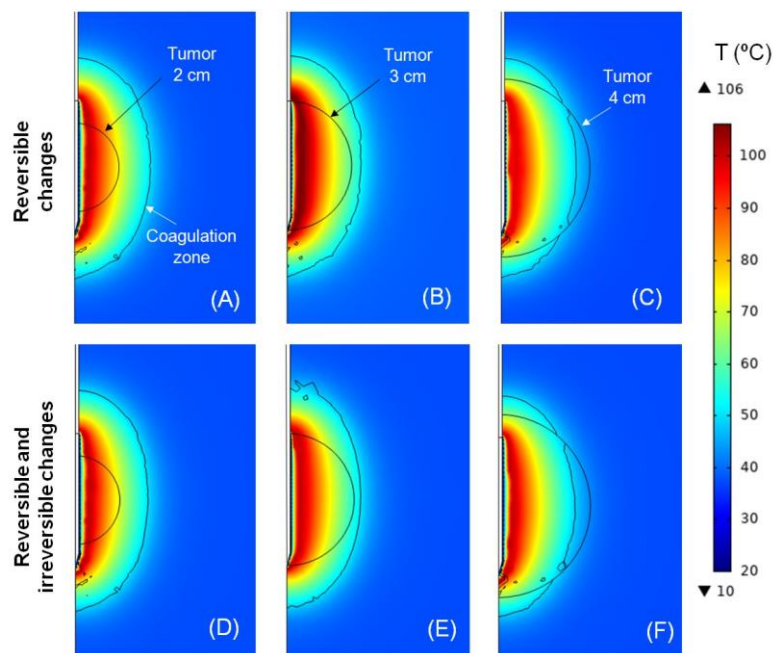 Tumor
2 cm
Tumor
3 cm
Tumor
4 cm
Coagulation
zone
(A)
(B)
(C)
Reversible
changes
T (ºC)
▲ 106
100
90
80
70
60
50
40
30
20
▼ 10
Reversible and
irreversible changes
(D)
(E)
(F)